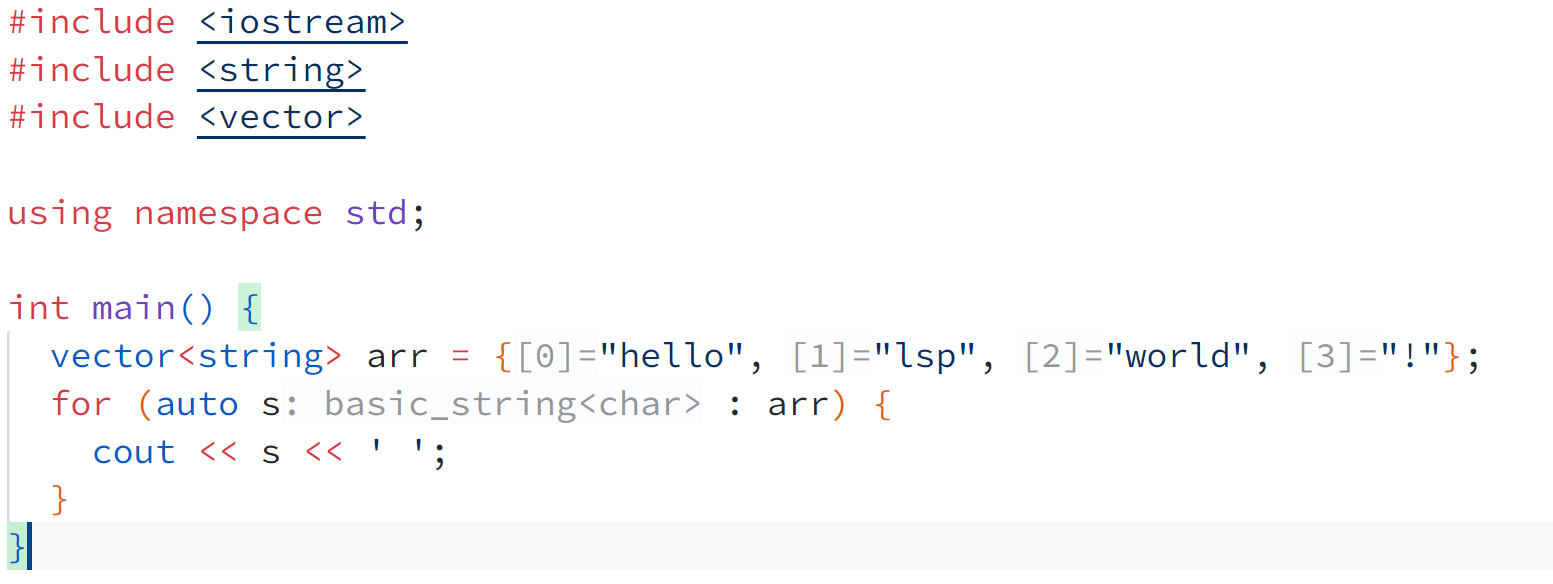 #include <iostream>
#include <string>
#include <vector>
using namespace std;
int main() {
  vector<string> arr = {[0]="hello", [1]="lsp", [2]="world", [3]="!"};
  for (auto s: basic_string<char> : arr) {
    cout << s << ' ';
  }
}